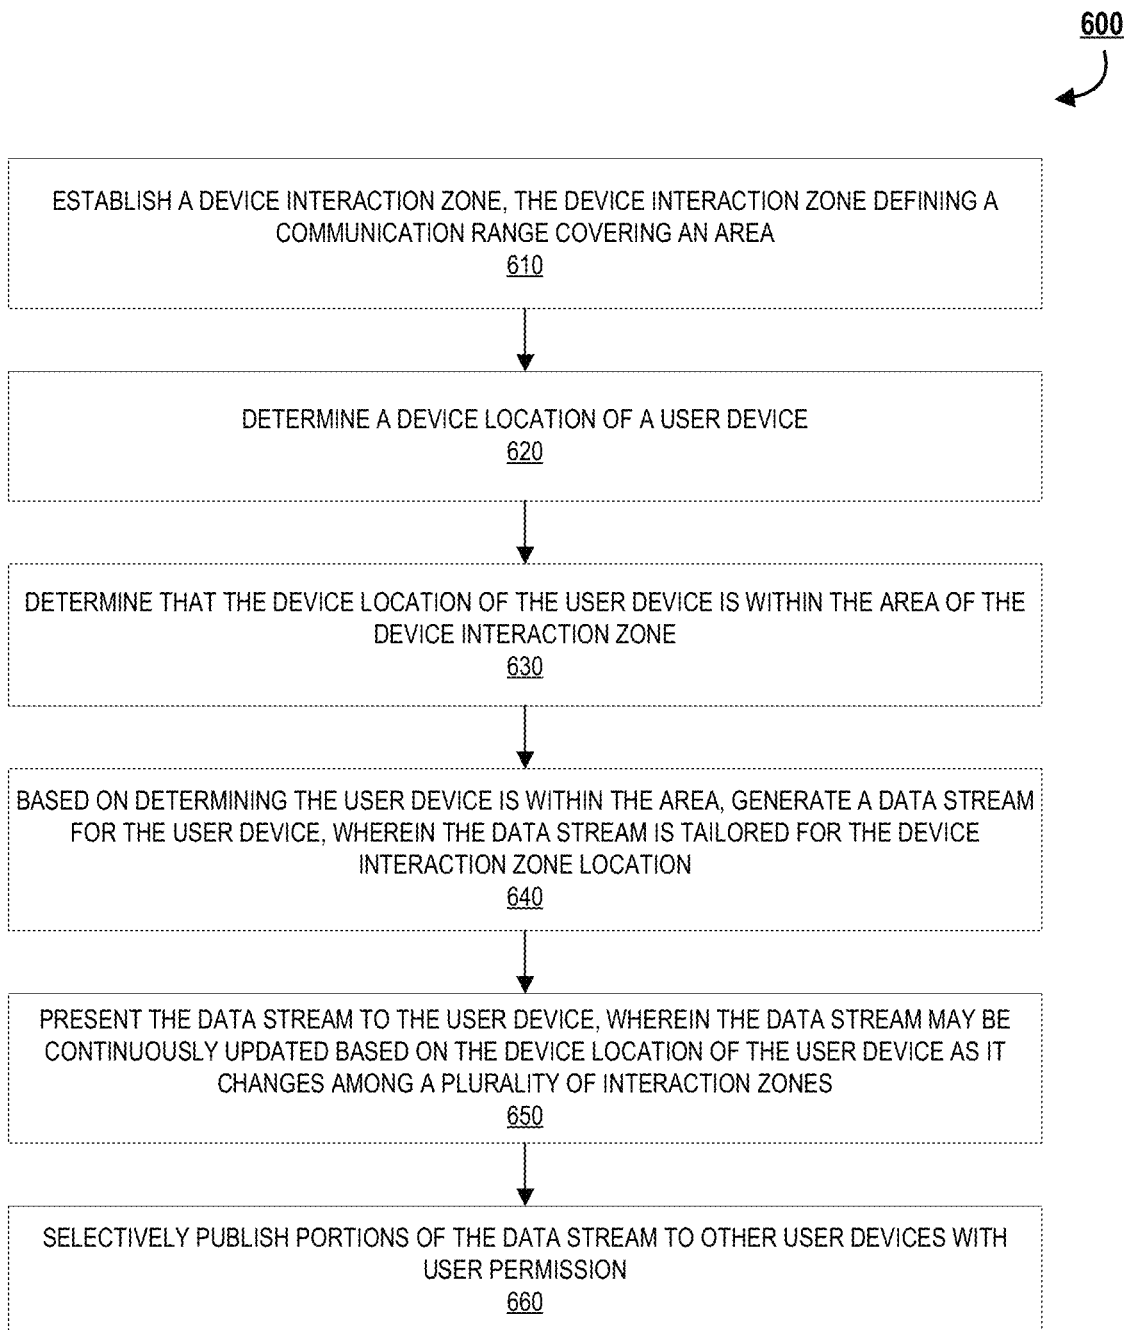 600
ESTABLISH A DEVICE INTERACTION ZONE, THE DEVICE INTERACTION ZONE DEFINING A
COMMUNICATION RANGE COVERING AN AREA
610
DETERMINE A DEVICE LOCATION OF A USER DEVICE
620
DETERMINE THAT THE DEVICE LOCATION OF THE USER DEVICE IS WITHIN THE AREA OF THE
DEVICE INTERACTION ZONE
630
BASED ON DETERMINING THE USER DEVICE IS WITHIN THE AREA, GENERATE A DATA STREAM
FOR THE USER DEVICE, WHEREIN THE DATA STREAM IS TAILORED FOR THE DEVICE
INTERACTION ZONE LOCATION
640
PRESENT THE DATA STREAM TO THE USER DEVICE, WHEREIN THE DATA STREAM MAY BE
CONTINUOUSLY UPDATED BASED ON THE DEVICE LOCATION OF THE USER DEVICE AS IT
CHANGES AMONG A PLURALITY OF INTERACTION ZONES
650
SELECTIVELY PUBLISH PORTIONS OF THE DATA STREAM TO OTHER USER DEVICES WITH
USER PERMISSION
660